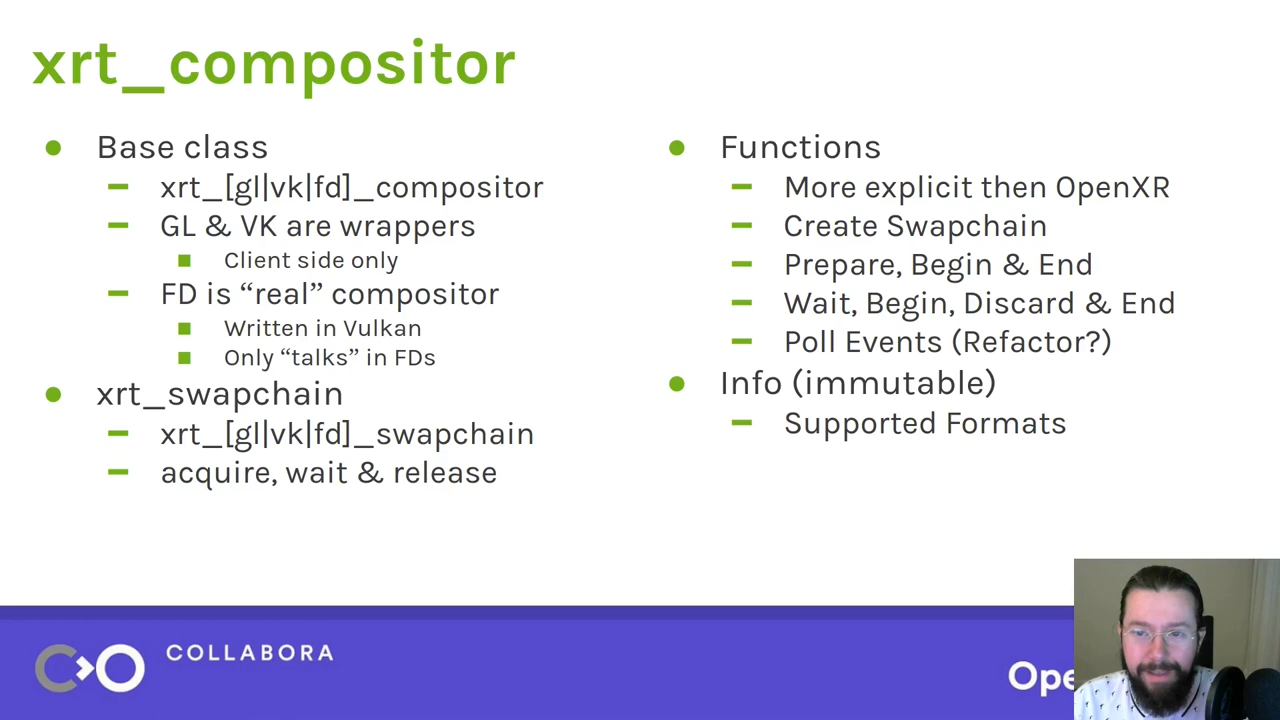 xrt_compositor
Base class
xrt_[gl|vk|fd]_compositor
GL & VK are wrappers
Client side only
FD is “real” compositor
Written in Vulkan
Only “talks” in FDs
xrt_swapchain
xrt_[gl|vk|fd]_swapchain
acquire, wait & release
Functions
More explicit then OpenXR
Create Swapchain
Prepare, Begin & End
Wait, Begin, Discard & End
Poll Events (Refactor?)
Info (immutable)
Supported Formats
COLLABORA